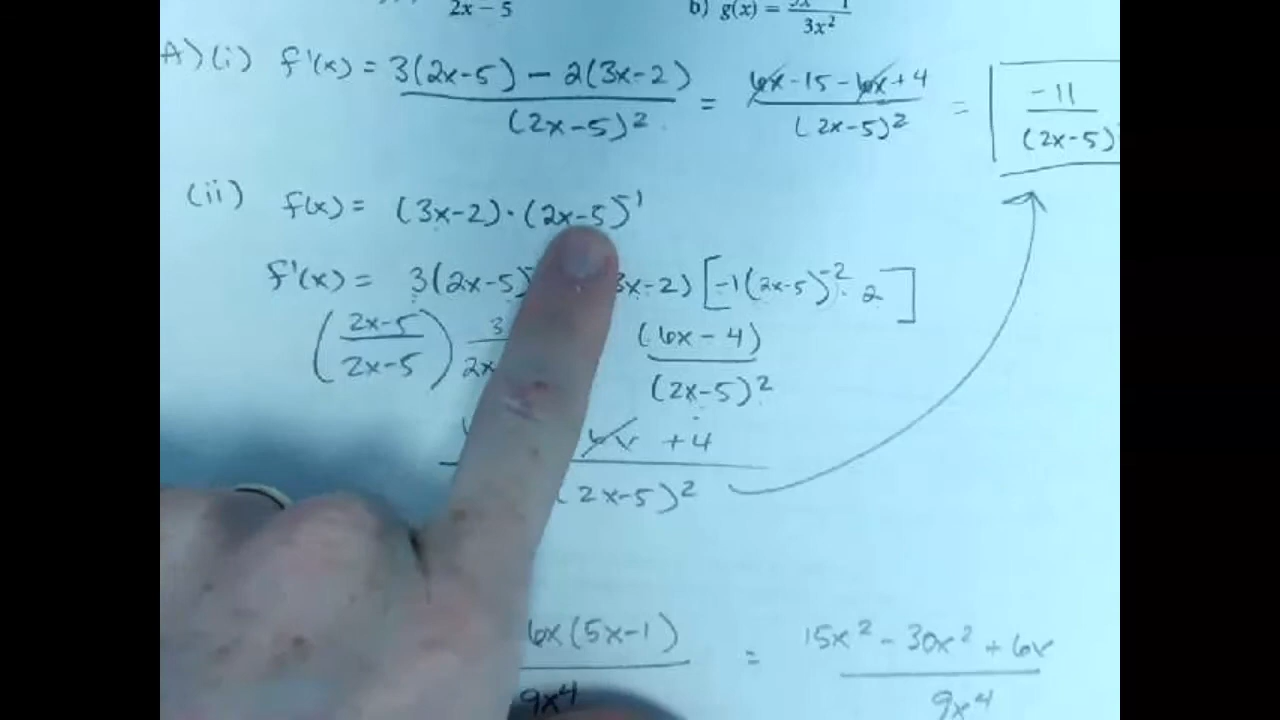 2x − 5 b) g(x) = 3x²
A) (i) f'(x) = 3(2x-5) − 2(3x-2) / (2x-5)² = 6x -15 - 6x + 4 / (2x-5)² = -11 / (2x-5)
(ii) f(x) = (3x-2) · (2x-5)⁻¹
f'(x) = 3(2x-5) 3x-2) [-1(2x-5)⁻² · 2]
(2x-5 / 2x-5) 3 / 2x (6x - 4) / (2x-5)²
6x + 4 / (2x-5)²
6x(5x-1) / 9x⁴ = 15x² - 30x² + 6x / 9x⁴